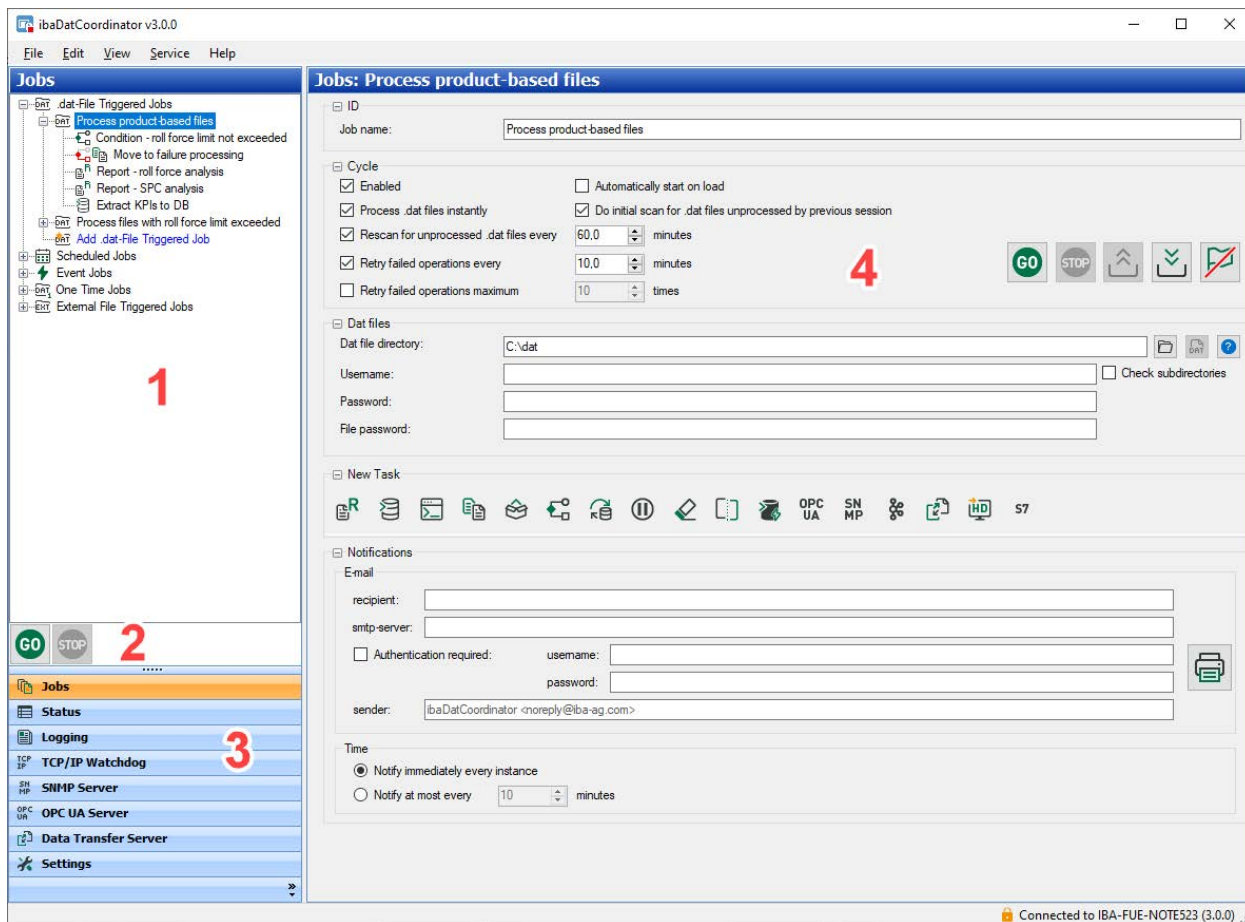 ibaDatCoordinator v3.0.0
File Edit View Service Help
Jobs
.dat-File Triggered Jobs
Process product-based files
Condition - roll force limit not exceeded
Move to failure processing
Report - roll force analysis
Report - SPC analysis
Extract KPIs to DB
Process files with roll force limit exceeded
Add .dat-File Triggered Job
Scheduled Jobs
Event Jobs
One Time Jobs
External File Triggered Jobs
1
GO STOP
2
Jobs
Status
Logging
3
TCP/IP Watchdog
SNMP Server
OPC UA Server
Data Transfer Server
Settings
Jobs: Process product-based files
ID
Job name: Process product-based files
Cycle
Enabled Automatically start on load
Process .dat files instantly Do initial scan for .dat files unprocessed by previous session
Rescan for unprocessed .dat files every 60,0 minutes
Retry failed operations every 10,0 minutes
Retry failed operations maximum 10 times
4
GO STOP
Dat files
Dat file directory: C:\dat
DAT ?
Username: Check subdirectories
Password:
File password:
New Task
R OPC UA SN MP HD S7
Notifications
E-mail
recipient:
smtp-server:
Authentication required: username:
password:
sender: ibaDatCoordinator <noreply@iba-ag.com>
Time
Notify immediately every instance
Notify at most every 10 minutes
Connected to IBA-FUE-NOTE523 (3.0.0)